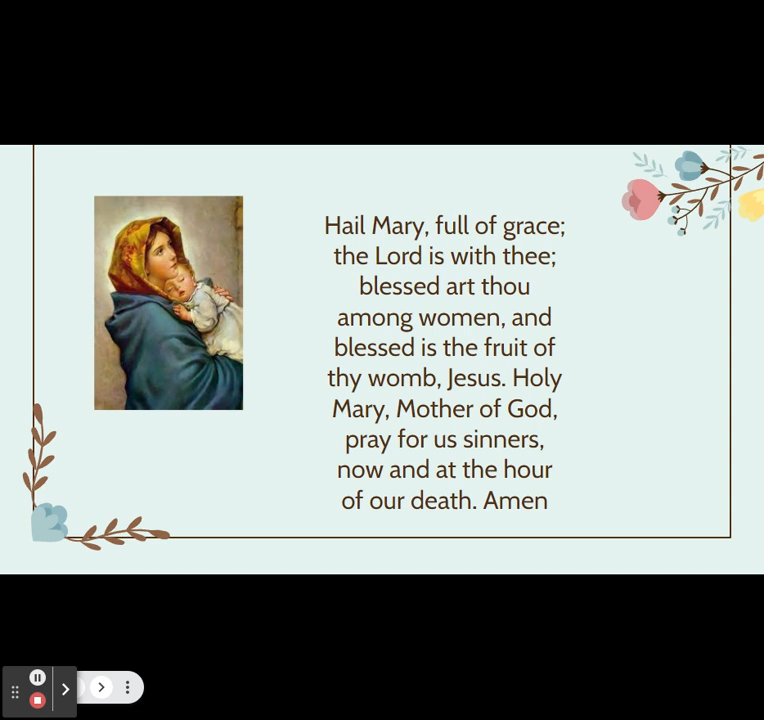 Hail Mary, full of grace;
the Lord is with thee;
blessed art thou
among women, and
blessed is the fruit of
thy womb, Jesus. Holy
Mary, Mother of God,
pray for us sinners,
now and at the hour
of our death. Amen